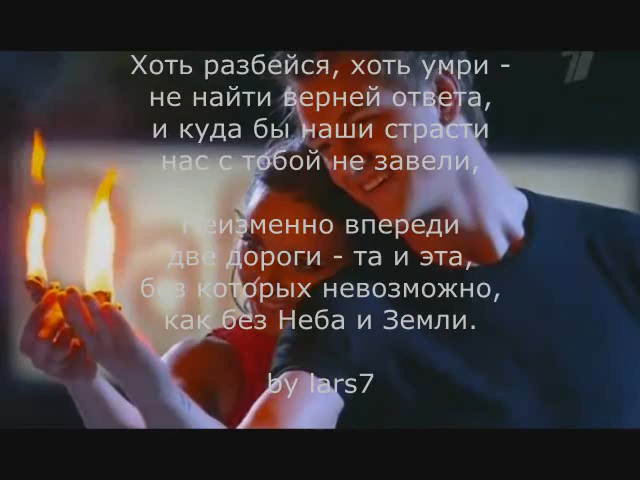 Хоть разбейся, хоть умри -
не найти верней ответа,
и куда бы наши страсти
нас с тобой не завели,
Неизменно впереди
две дороги - та и эта,
без которых невозможно,
как без Неба и Земли.
by lars7
1